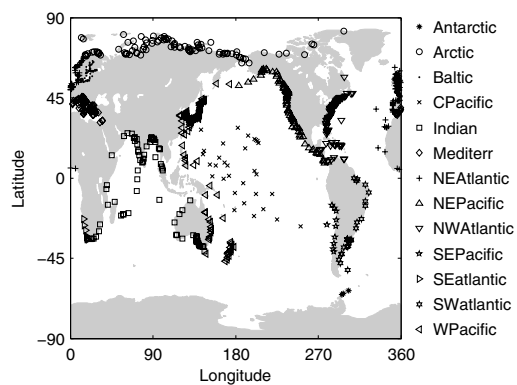 90
45
0
−45
−90
Latitude
0
90
180
270
360
Longitude
Antarctic
Arctic
Baltic
CPacific
Indian
Mediterr
NEAtlantic
NEPacific
NWAtlantic
SEPacific
SEatlantic
SWatlantic
WPacific